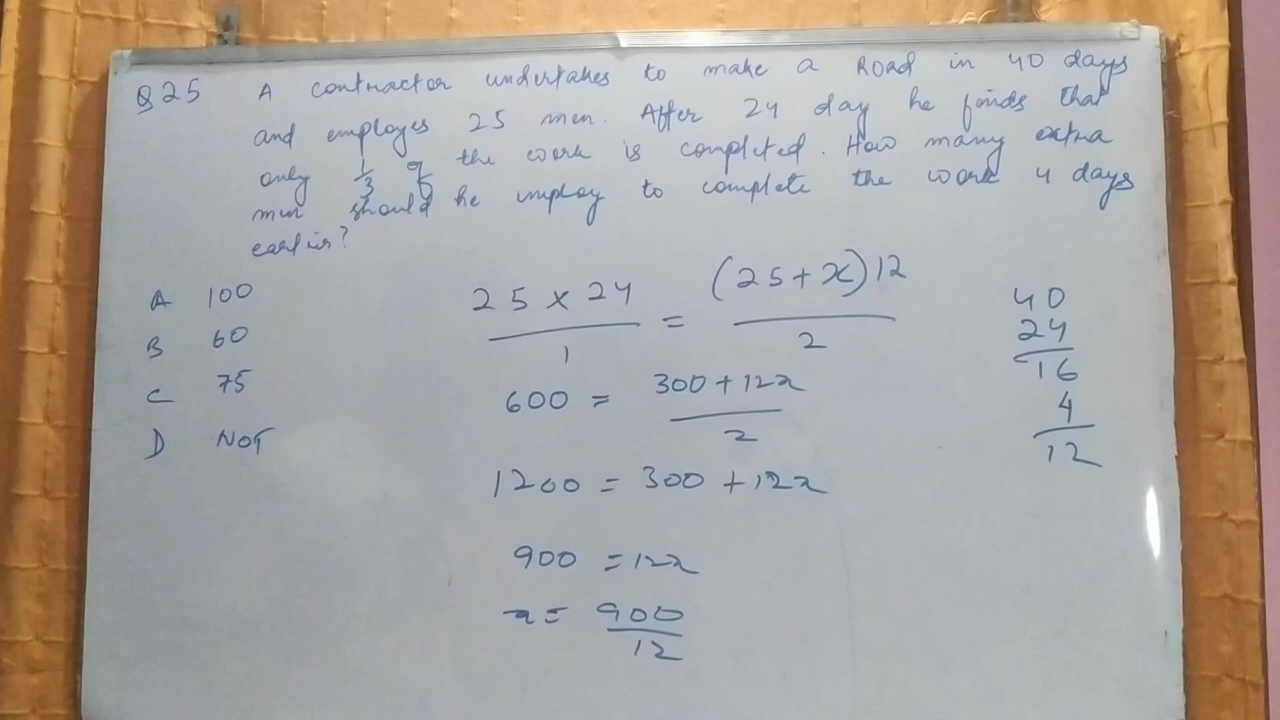 Q 25 A contractor undertakes to make a Road in 40 days
and employes 25 men. After 24 day he finds that
only 1/3 of the work is completed. How many extra
men should he employ to complete the work 4 days
earlier?
A 100
B 60
C 75
D NOT
25 x 24 / 1 = (25 + x) 12 / 2
600 = 300 + 12x / 2
1200 = 300 + 12x
900 = 12x
x = 900 / 12
40
24
16
4
12